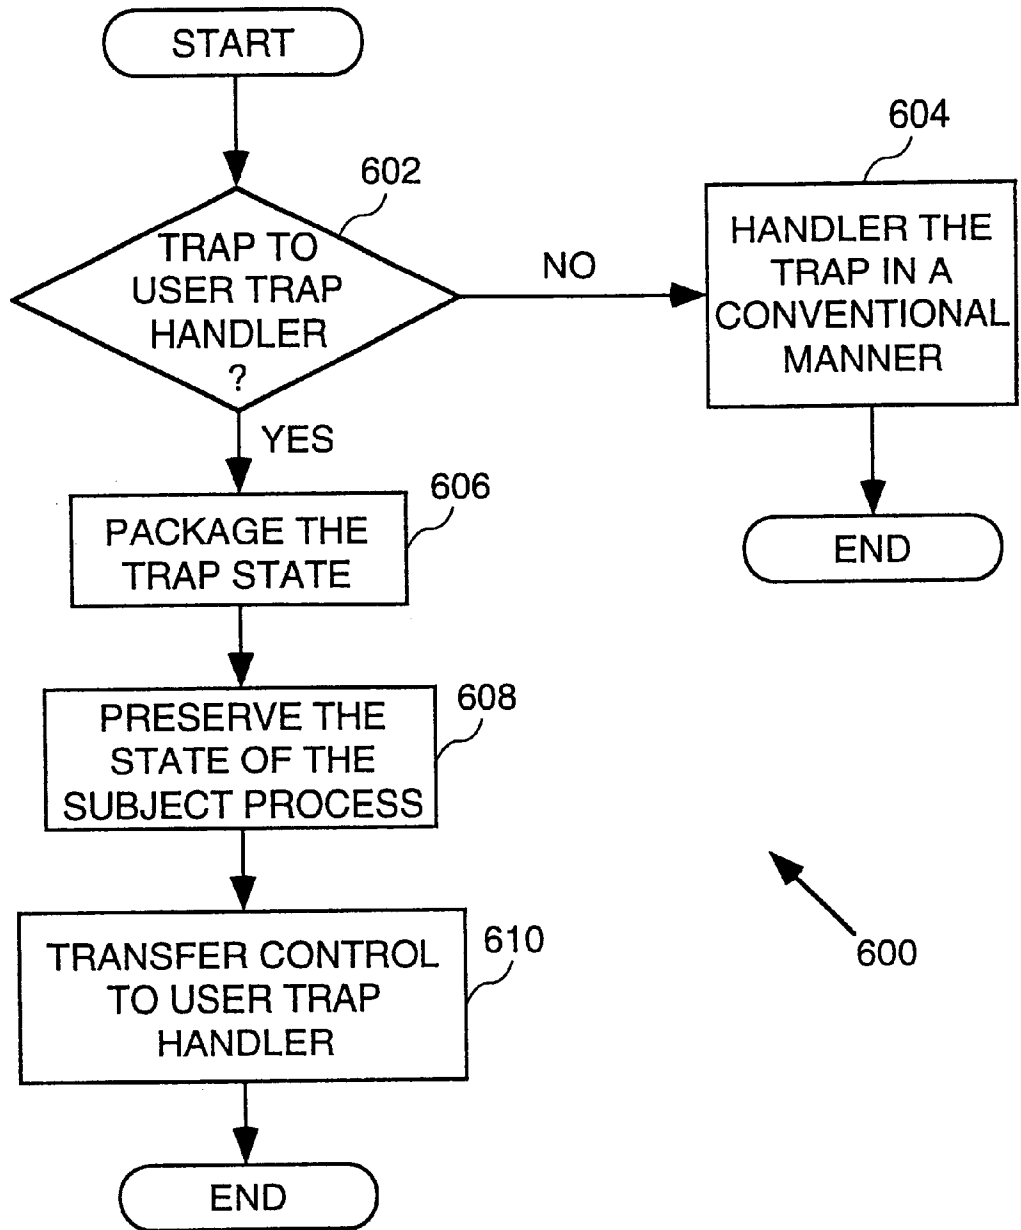 START
602
TRAP TO
USER TRAP
HANDLER
?
NO
604
HANDLER THE
TRAP IN A
CONVENTIONAL
MANNER
END
YES
606
PACKAGE THE
TRAP STATE
608
PRESERVE THE
STATE OF THE
SUBJECT PROCESS
610
TRANSFER CONTROL
TO USER TRAP
HANDLER
END
600